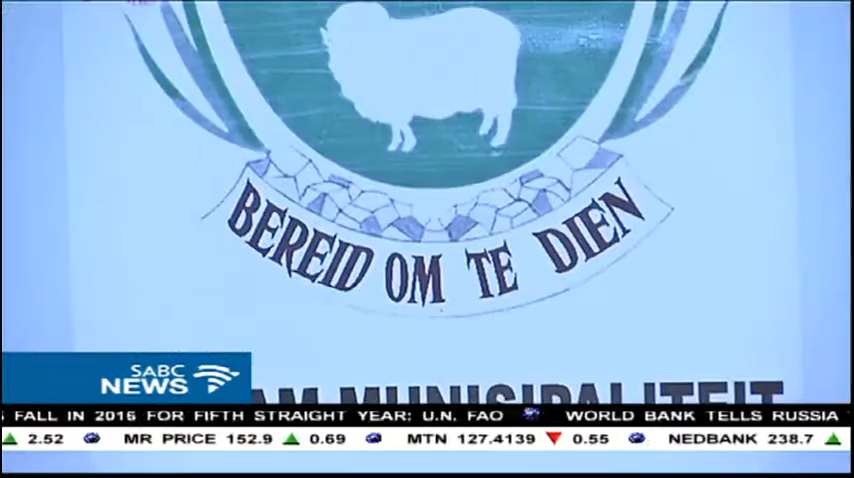 BEREID OM TE DIEN
AM MUNISIPALITEIT
SABC
NEWS
FALL IN 2016 FOR FIFTH STRAIGHT YEAR: U.N. FAO WORLD BANK TELLS RUSSIA
2.52 MR PRICE 152.9 0.69 MTN 127.4139 0.55 NEDBANK 238.7